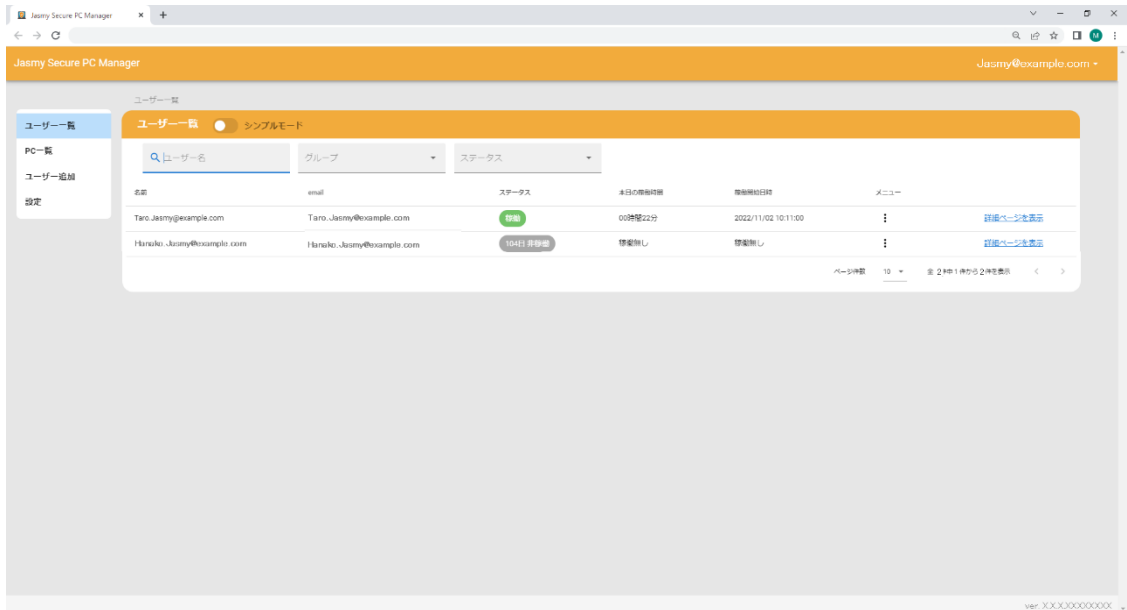 Jasmy Secure PC Manager
M
Jasmy Secure PC Manager
Jasmy@example.com
ユーザー一覧
ユーザー一覧
PC一覧
ユーザー追加
設定
ユーザー一覧 シンプルモード
ユーザー名 グループ ステータス
名前 email ステータス 本日の稼働時間 稼働開始日時 メニュー
Taro.Jasmy@example.com Taro.Jasmy@example.com 稼働 00時間22分 2022/11/02 10:11:00 詳細ページを表示
Hanako.Jasmy@example.com Hanako.Jasmy@example.com 104日 非稼働 稼働無し 稼働無し 詳細ページを表示
ページ件数 10 全 2 件中 1 件から 2 件を表示
ver. X.X.XXXXXXXXXX